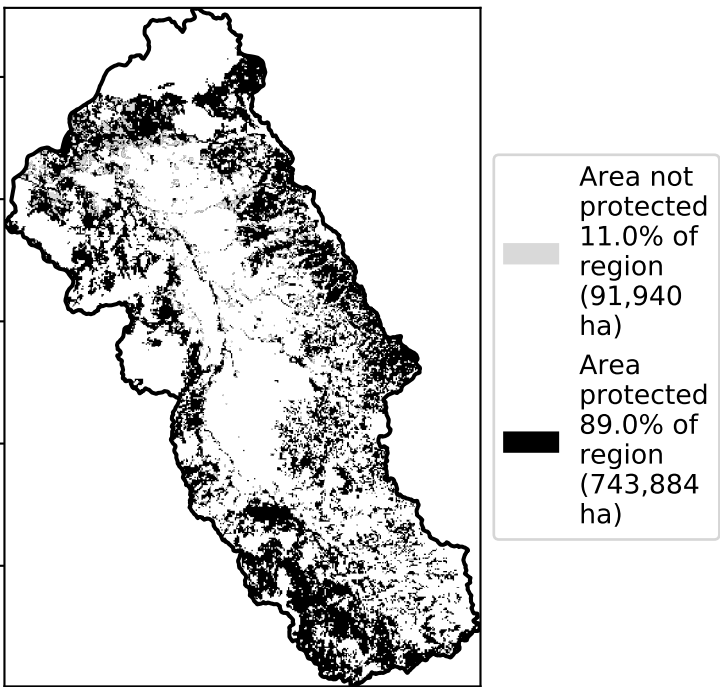 Area not
protected
11.0% of
region
(91,940
ha)
Area
protected
89.0% of
region
(743,884
ha)